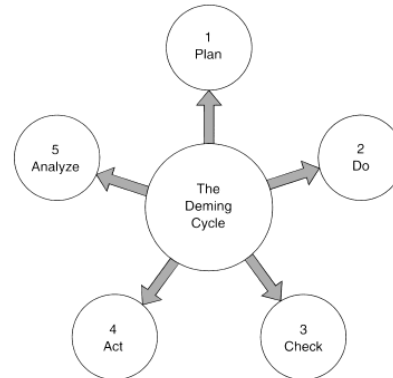 1
Plan
2
Do
3
Check
4
Act
5
Analyze
The
Deming
Cycle